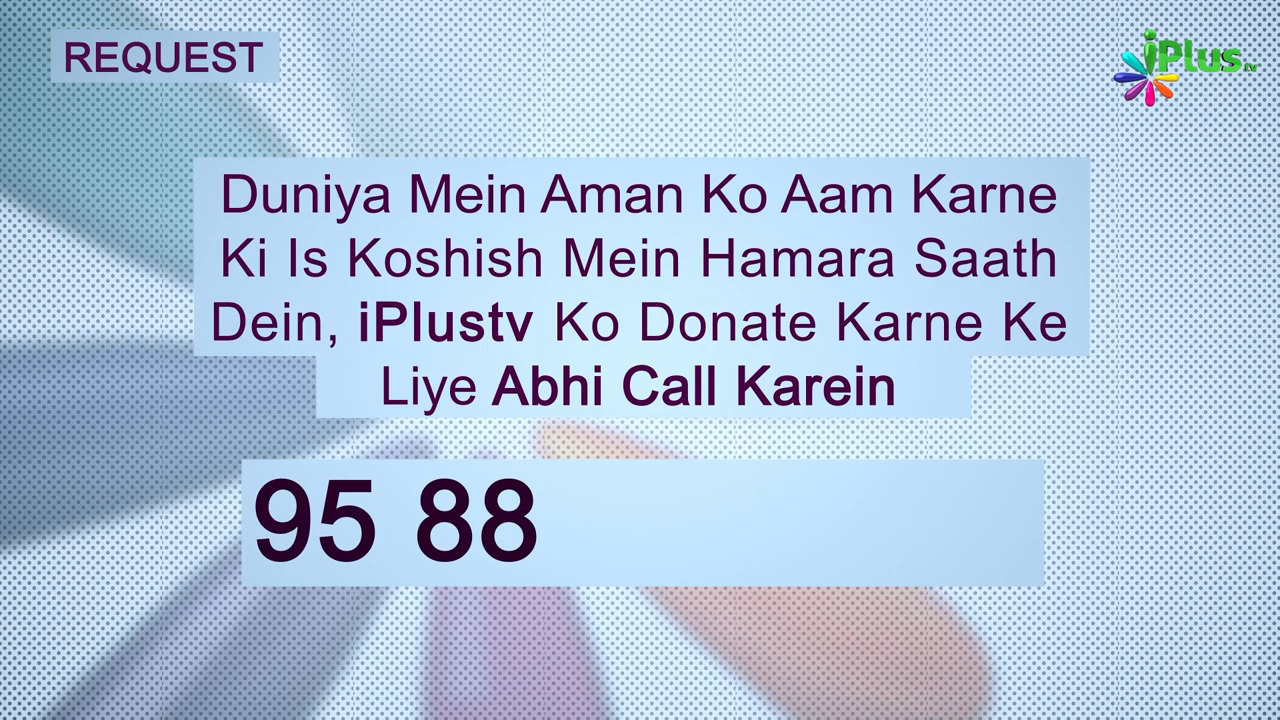 REQUEST
iPlus.tv
Duniya Mein Aman Ko Aam Karne
Ki Is Koshish Mein Hamara Saath
Dein, iPlustv Ko Donate Karne Ke
Liye Abhi Call Karein
95 88